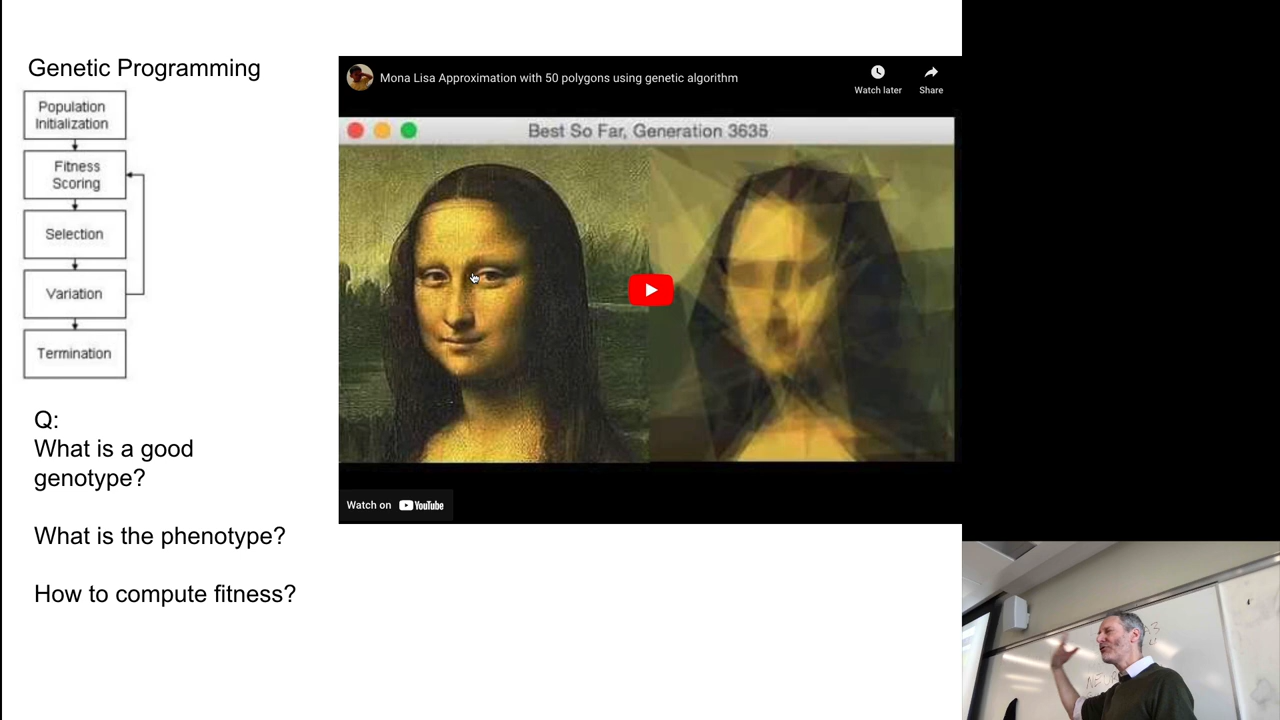 Genetic Programming
Population
Initialization
Fitness
Scoring
Selection
Variation
Termination
Q:
What is a good
genotype?
What is the phenotype?
How to compute fitness?
Mona Lisa Approximation with 50 polygons using genetic algorithm
Watch later
Share
Best So Far, Generation 3635
Watch on YouTube